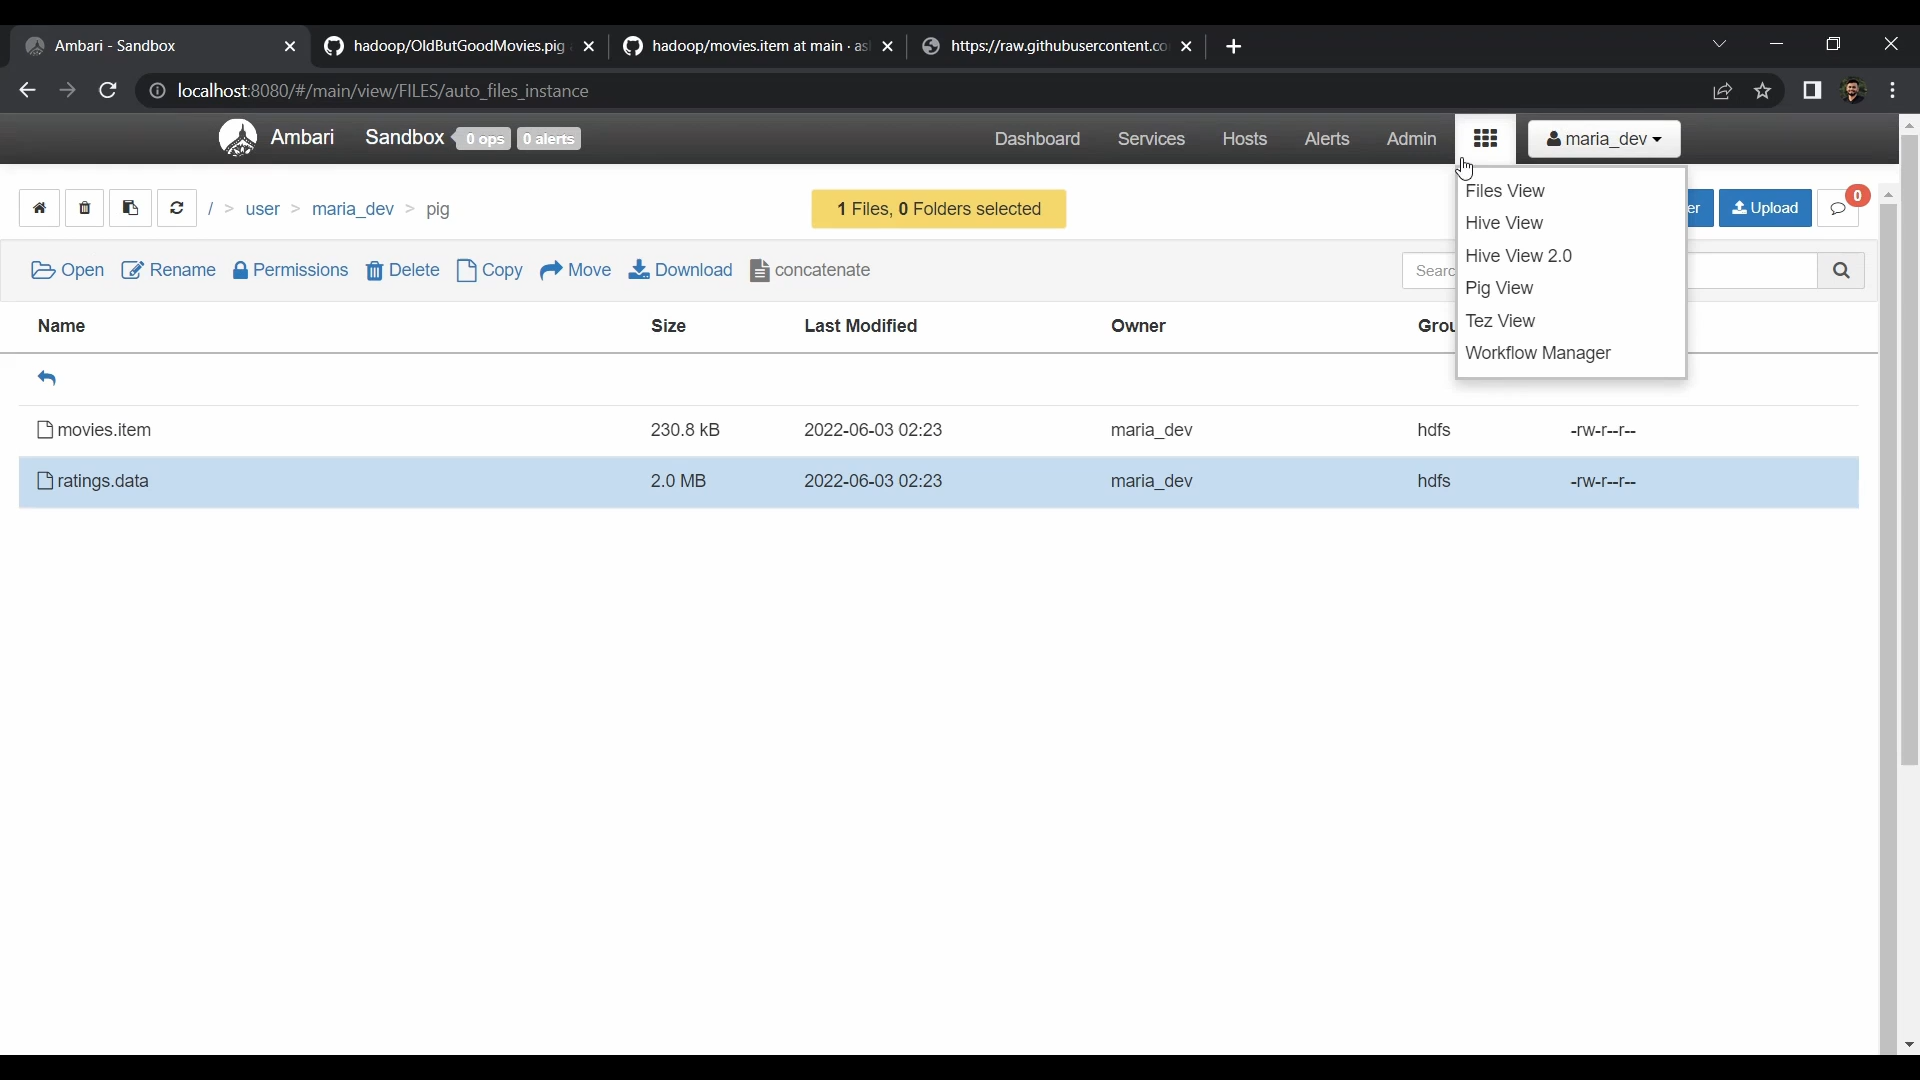 Ambari - Sandbox
hadoop/OldButGoodMovies.pig
hadoop/movies.item at main · as
https://raw.githubusercontent.co
localhost:8080/#/main/view/FILES/auto_files_instance
Ambari Sandbox 0 ops 0 alerts Dashboard Services Hosts Alerts Admin maria_dev
/ > user > maria_dev > pig
1 Files, 0 Folders selected
er Upload 0
Files View
Hive View
Hive View 2.0
Pig View
Tez View
Workflow Manager
Open Rename Permissions Delete Copy Move Download concatenate Searc
Name Size Last Modified Owner Grou
movies.item 230.8 kB 2022-06-03 02:23 maria_dev hdfs -rw-r--r--
ratings.data 2.0 MB 2022-06-03 02:23 maria_dev hdfs -rw-r--r--